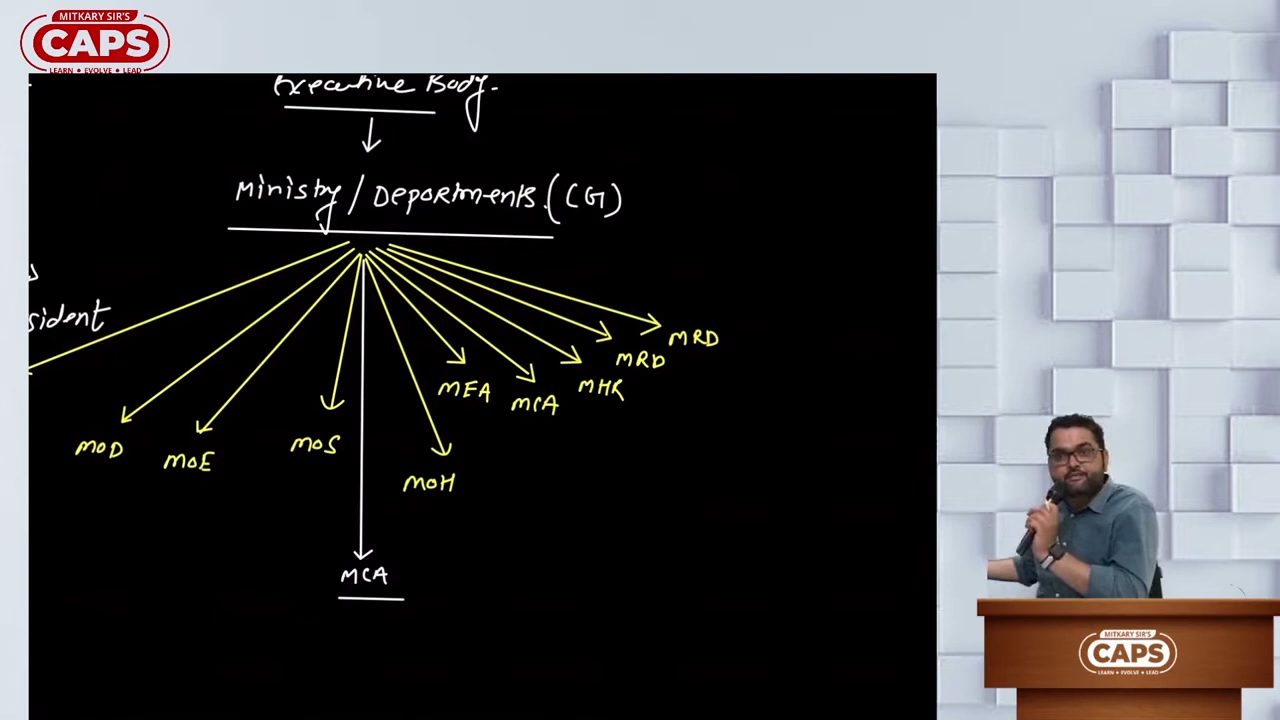 MITKARY SIR'S
CAPS
LEARN • EVOLVE • LEAD
Executive Body.
Ministry / Departments. (CG)
sident
MRD
MRD
MEA
MHR
MCA
MOD
MOE
MOS
MOH
MCA
MITKARY SIR'S
CAPS
LEARN • EVOLVE • LEAD